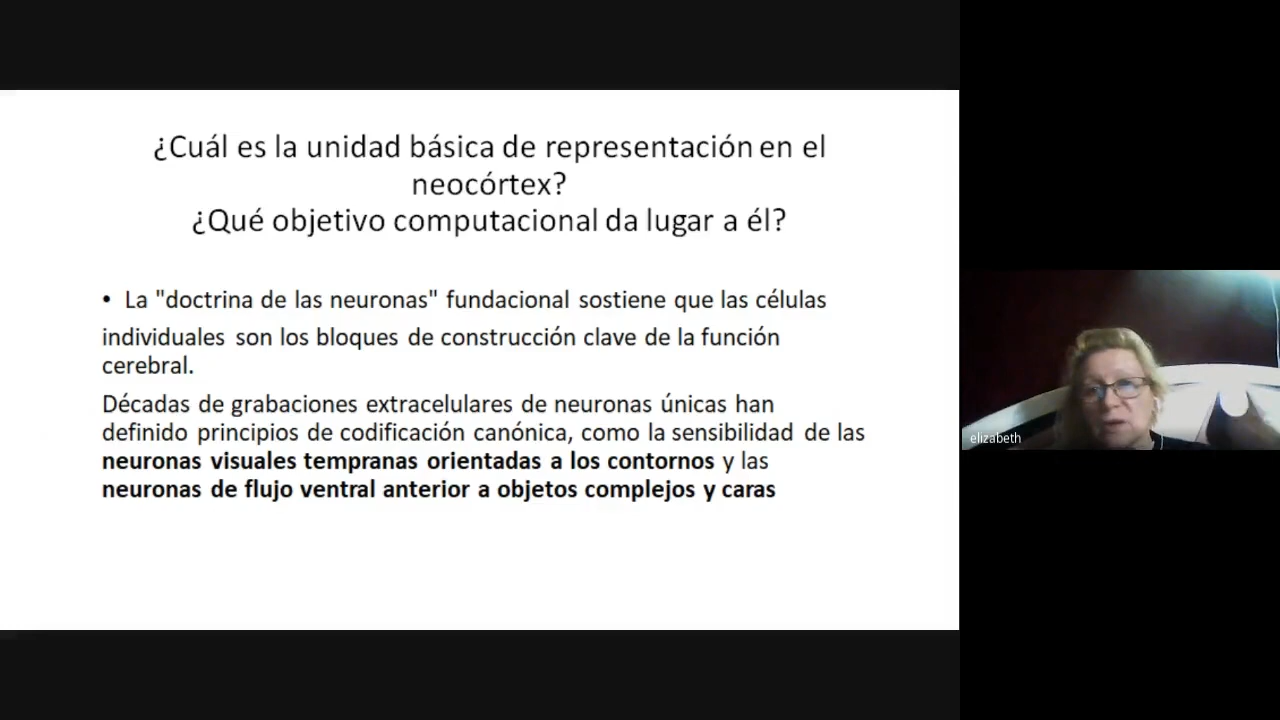 ¿Cuál es la unidad básica de representación en el
neocórtex?
¿Qué objetivo computacional da lugar a él?
• La "doctrina de las neuronas" fundacional sostiene que las células
individuales son los bloques de construcción clave de la función
cerebral.
Décadas de grabaciones extracelulares de neuronas únicas han
definido principios de codificación canónica, como la sensibilidad de las
neuronas visuales tempranas orientadas a los contornos y las
neuronas de flujo ventral anterior a objetos complejos y caras
elizabeth